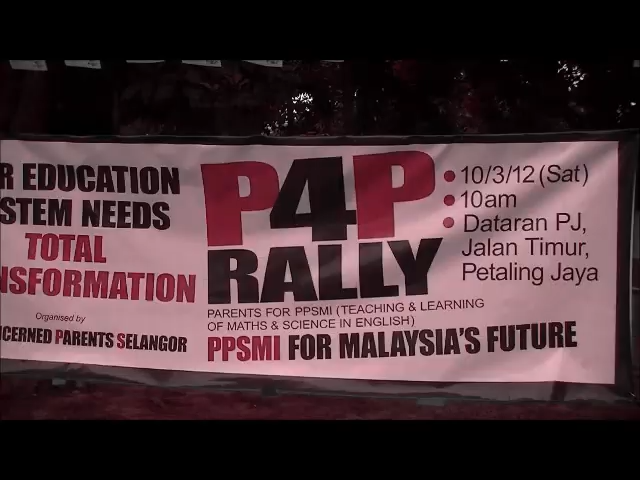 R EDUCATION
STEM NEEDS
TOTAL
NSFORMATION
Organised by
NCERNED PARENTS SELANGOR
P4P
RALLY
PARENTS FOR PPSMI (TEACHING & LEARNING
OF MATHS & SCIENCE IN ENGLISH)
PPSMI FOR MALAYSIA'S FUTURE
10/3/12 (Sat)
10am
Dataran PJ,
Jalan Timur,
Petaling Jaya